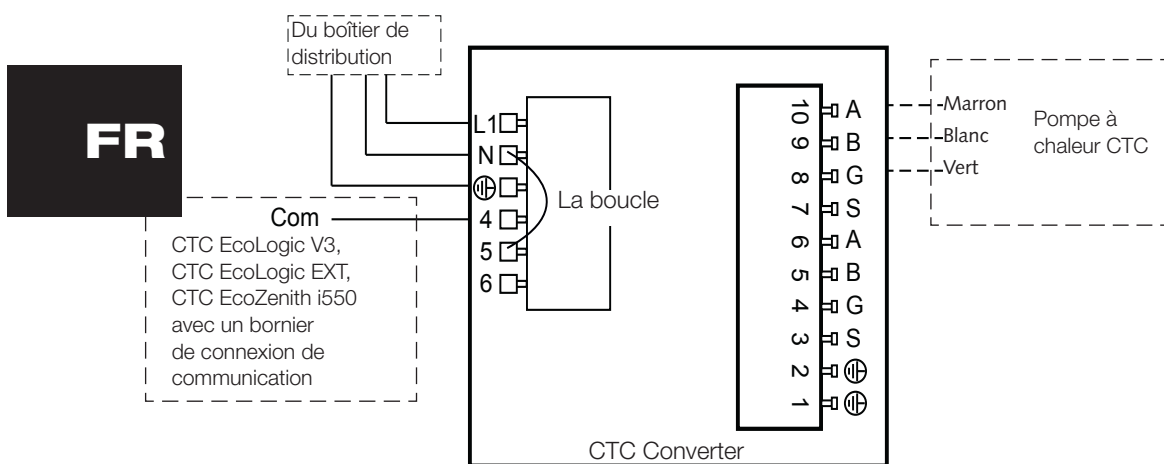 FR
Du boîtier de
distribution
L1
N
4
5
6
La boucle
Com
CTC EcoLogic V3,
CTC EcoLogic EXT,
CTC EcoZenith i550
avec un bornier
de connexion de
communication
10 A
9 B
8 G
7 S
6 A
5 B
4 G
3 S
2
1
Marron
Blanc
Vert
Pompe à
chaleur CTC
CTC Converter